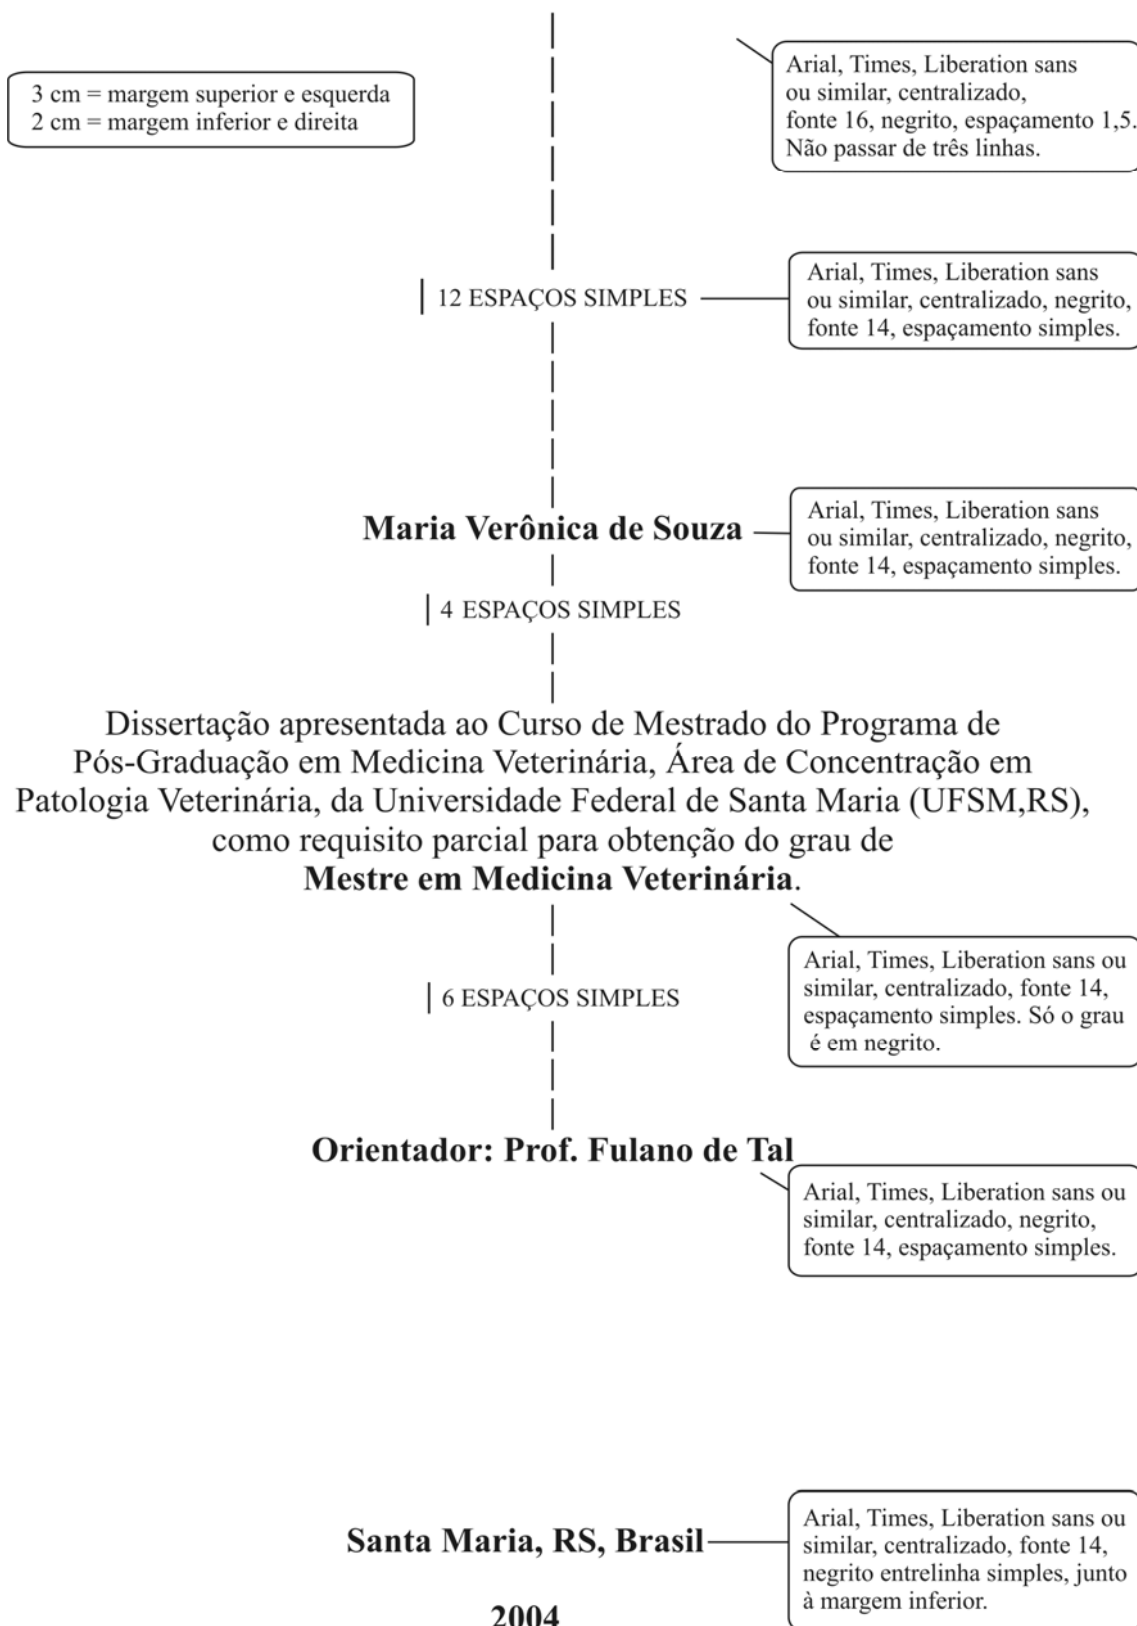 3 cm = margem superior e esquerda
2 cm = margem inferior e direita
Arial, Times, Liberation sans
ou similar, centralizado,
fonte 16, negrito, espaçamento 1,5.
Não passar de três linhas.
12 ESPAÇOS SIMPLES
Arial, Times, Liberation sans
ou similar, centralizado, negrito,
fonte 14, espaçamento simples.
Maria Verônica de Souza
Arial, Times, Liberation sans
ou similar, centralizado, negrito,
fonte 14, espaçamento simples.
4 ESPAÇOS SIMPLES
Dissertação apresentada ao Curso de Mestrado do Programa de
Pós-Graduação em Medicina Veterinária, Área de Concentração em
Patologia Veterinária, da Universidade Federal de Santa Maria (UFSM,RS),
como requisito parcial para obtenção do grau de
Mestre em Medicina Veterinária.
Arial, Times, Liberation sans ou
similar, centralizado, fonte 14,
espaçamento simples. Só o grau
é em negrito.
6 ESPAÇOS SIMPLES
Orientador: Prof. Fulano de Tal
Arial, Times, Liberation sans ou
similar, centralizado, negrito,
fonte 14, espaçamento simples.
Santa Maria, RS, Brasil
Arial, Times, Liberation sans ou
similar, centralizado, fonte 14,
negrito entrelinha simples, junto
à margem inferior.
2004